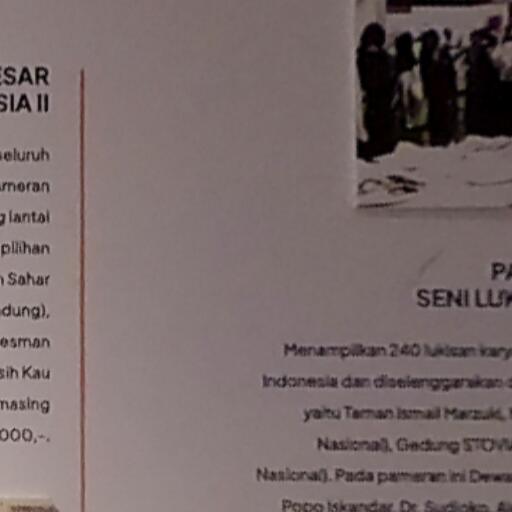 ESAR
SIA II
seluruh
ameran
g lantai
pilihan
n Sahar
dung),
esman
sih Kau
masing
000,-.
PA
SENI LUK
Menampilkan 240 lukisan kary
Indonesia dan diselenggarakan
yaitu Taman Ismail Marzuki,
Nasional), Gedung STOVI
Nasional). Pada pameran ini Dewa
Popo Iskandar, Dr. Sudjoko,